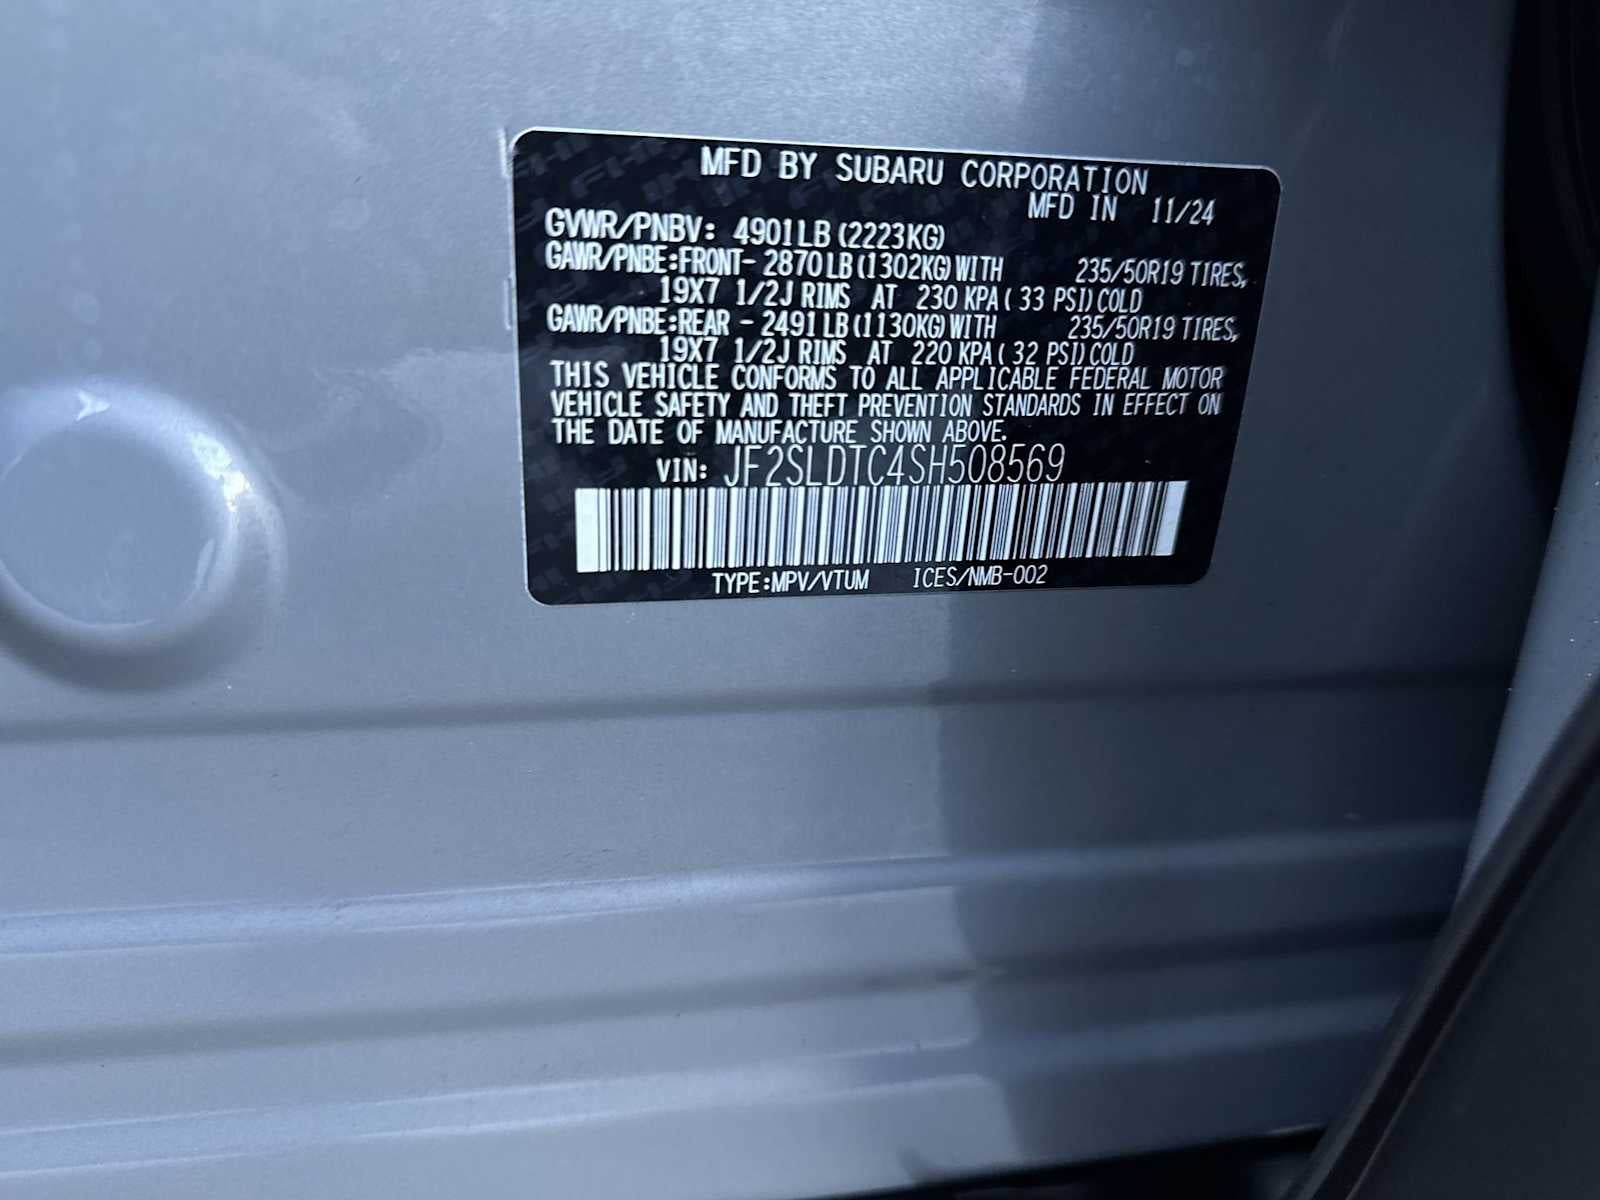 MFD BY SUBARU CORPORATION
MFD IN 11/24
GVWR/PNBV: 4901LB(2223KG)
GAWR/PNBE:FRONT- 2870LB(1302KG)WITH 235/50R19 TIRES,
19X7 1/2J RIMS AT 230 KPA( 33 PSI)COLD
GAWR/PNBE:REAR - 2491LB(1130KG)WITH 235/50R19 TIRES,
19X7 1/2J RIMS AT 220 KPA( 32 PSI)COLD
THIS VEHICLE CONFORMS TO ALL APPLICABLE FEDERAL MOTOR
VEHICLE SAFETY AND THEFT PREVENTION STANDARDS IN EFFECT ON
THE DATE OF MANUFACTURE SHOWN ABOVE.
VIN: JF2SLDTC4SH508569
TYPE:MPV/VTUM ICES/NMB-002